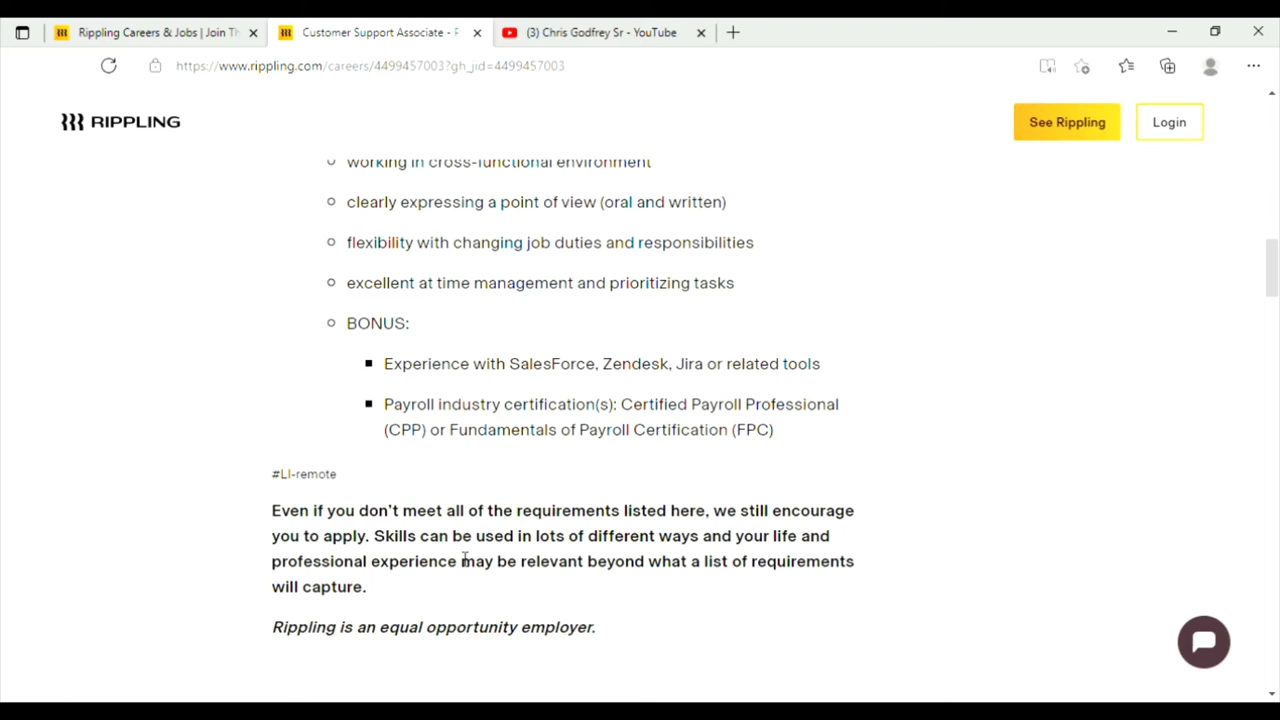 Rippling Careers & Jobs | Join Th
Customer Support Associate - R
(3) Chris Godfrey Sr - YouTube
https://www.rippling.com/careers/4499457003?gh_jid=4499457003
RIPPLING
See Rippling
Login
working in cross-functional environment
clearly expressing a point of view (oral and written)
flexibility with changing job duties and responsibilities
excellent at time management and prioritizing tasks
BONUS:
Experience with SalesForce, Zendesk, Jira or related tools
Payroll industry certification(s): Certified Payroll Professional
(CPP) or Fundamentals of Payroll Certification (FPC)
#LI-remote
Even if you don't meet all of the requirements listed here, we still encourage
you to apply. Skills can be used in lots of different ways and your life and
professional experience may be relevant beyond what a list of requirements
will capture.
Rippling is an equal opportunity employer.